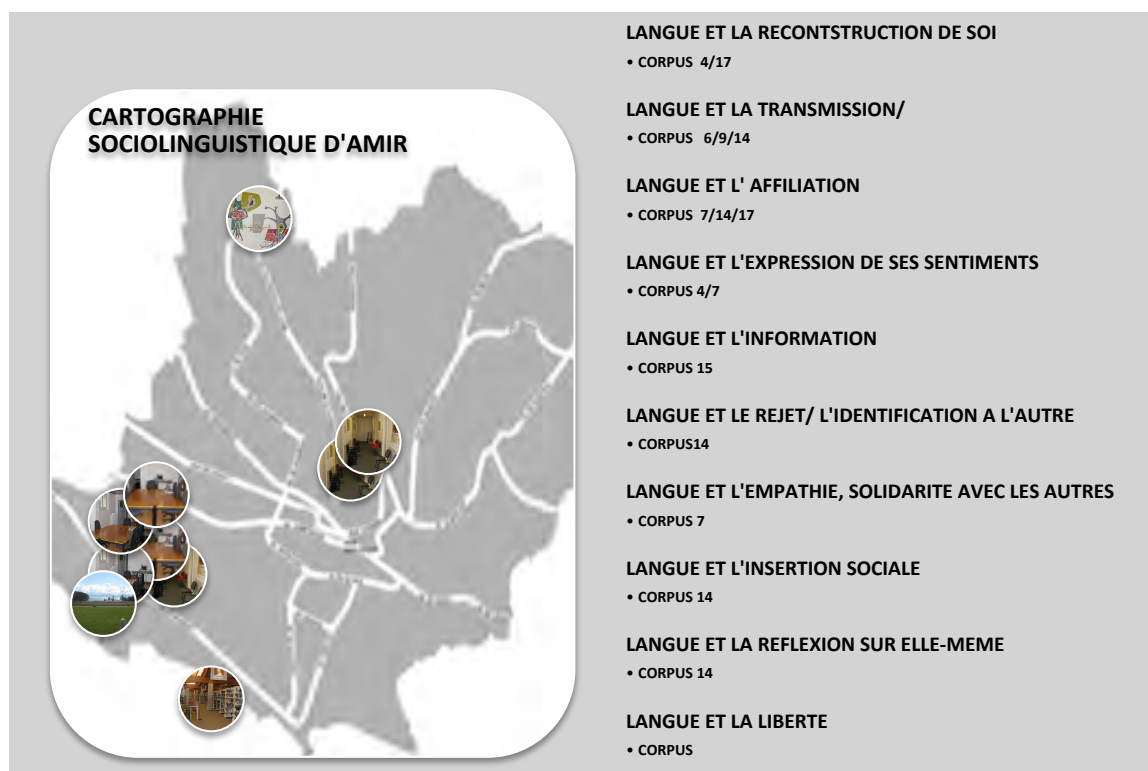 CARTOGRAPHIE
SOCIOLINGUISTIQUE D'AMIR
LANGUE ET LA RECONTSTRUCTION DE SOI
• CORPUS 4/17
LANGUE ET LA TRANSMISSION/
• CORPUS 6/9/14
LANGUE ET L' AFFILIATION
• CORPUS 7/14/17
LANGUE ET L'EXPRESSION DE SES SENTIMENTS
• CORPUS 4/7
LANGUE ET L'INFORMATION
• CORPUS 15
LANGUE ET LE REJET/ L'IDENTIFICATION A L'AUTRE
• CORPUS14
LANGUE ET L'EMPATHIE, SOLIDARITE AVEC LES AUTRES
• CORPUS 7
LANGUE ET L'INSERTION SOCIALE
• CORPUS 14
LANGUE ET LA REFLEXION SUR ELLE-MEME
• CORPUS 14
LANGUE ET LA LIBERTE
• CORPUS